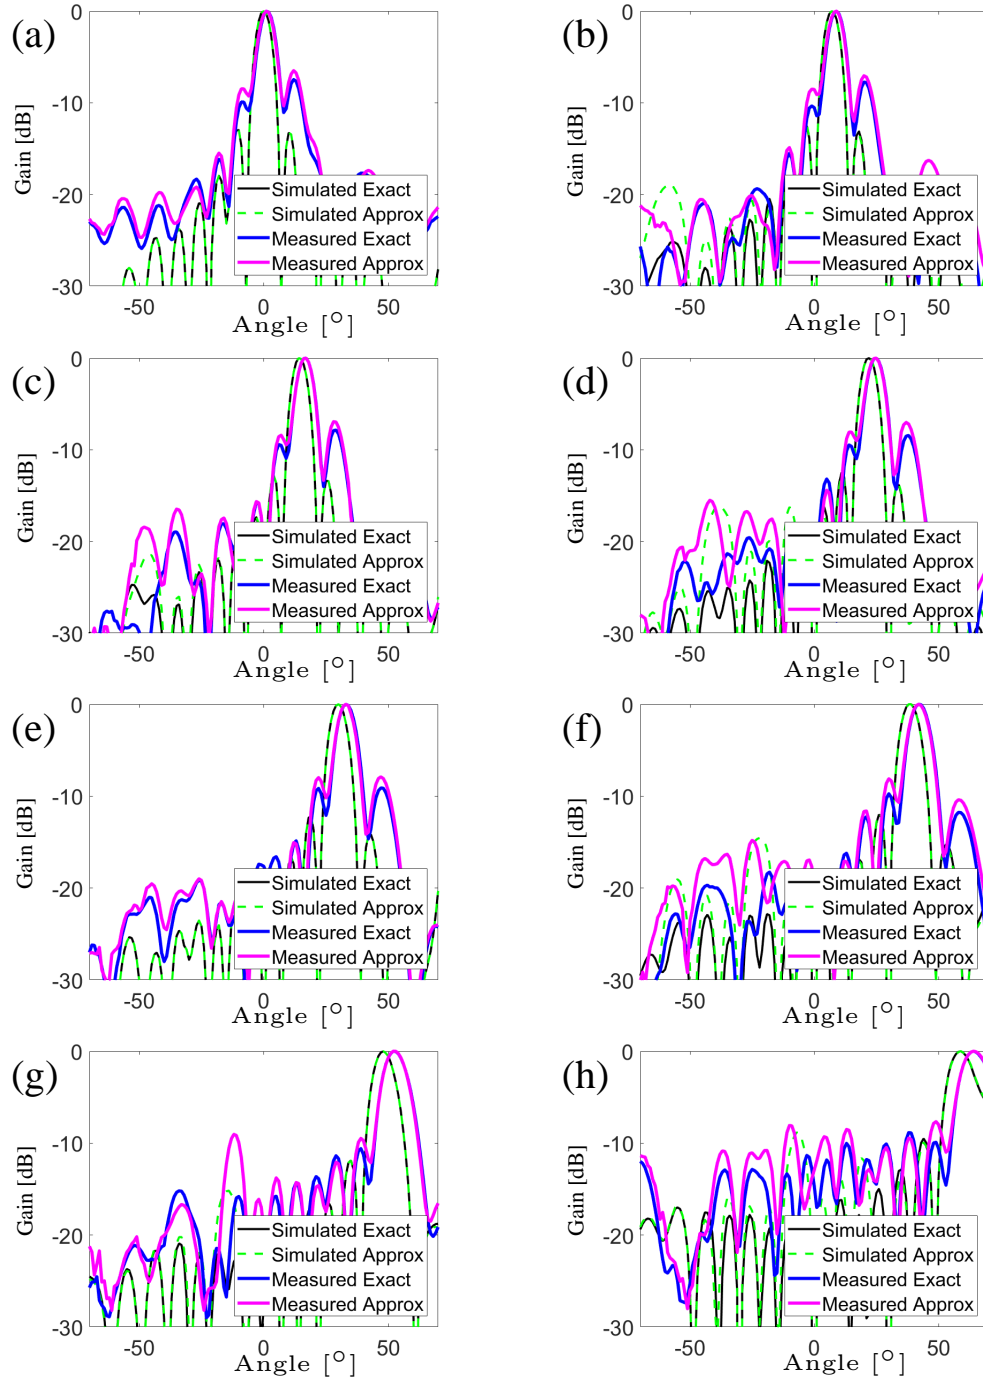 (a)
0
-10
-20
-30
Gain [dB]
Simulated Exact
Simulated Approx
Measured Exact
Measured Approx
-50 0 50
Angle [°]
(b)
0
-10
-20
-30
Gain [dB]
Simulated Exact
Simulated Approx
Measured Exact
Measured Approx
-50 0 50
Angle [°]
(c)
0
-10
-20
-30
Gain [dB]
Simulated Exact
Simulated Approx
Measured Exact
Measured Approx
-50 0 50
Angle [°]
(d)
0
-10
-20
-30
Gain [dB]
Simulated Exact
Simulated Approx
Measured Exact
Measured Approx
-50 0 50
Angle [°]
(e)
0
-10
-20
-30
Gain [dB]
Simulated Exact
Simulated Approx
Measured Exact
Measured Approx
-50 0 50
Angle [°]
(f)
0
-10
-20
-30
Gain [dB]
Simulated Exact
Simulated Approx
Measured Exact
Measured Approx
-50 0 50
Angle [°]
(g)
0
-10
-20
-30
Gain [dB]
Simulated Exact
Simulated Approx
Measured Exact
Measured Approx
-50 0 50
Angle [°]
(h)
0
-10
-20
-30
Gain [dB]
Simulated Exact
Simulated Approx
Measured Exact
Measured Approx
-50 0 50
Angle [°]